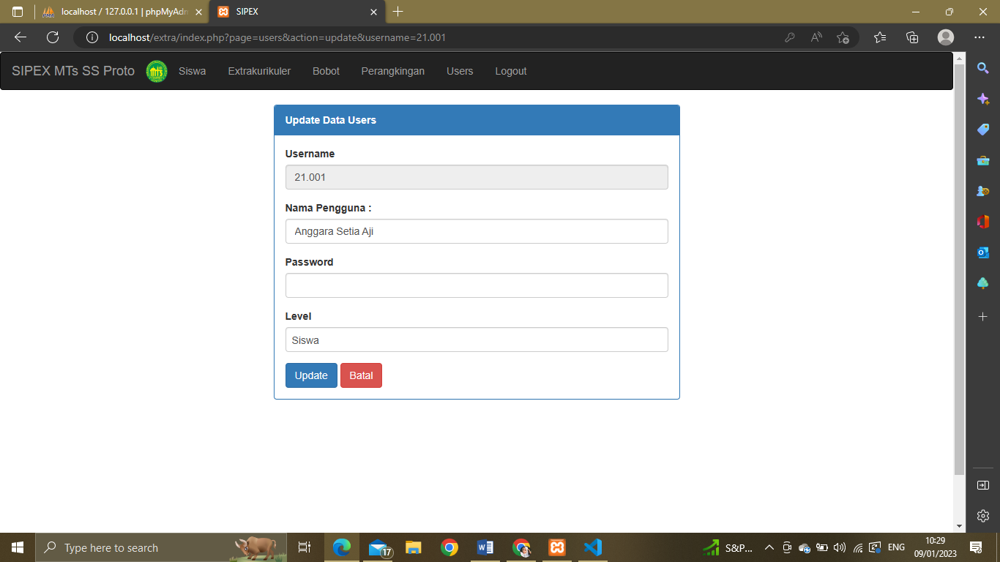 localhost / 127.0.0.1 | phpMyAdm
SIPEX
localhost/extra/index.php?page=users&action=update&username=21.001
SIPEX MTs SS Proto
Siswa
Extrakurikuler
Bobot
Perangkingan
Users
Logout
Update Data Users
Username
21.001
Nama Pengguna :
Anggara Setia Aji
Password
Level
Siswa
Update
Batal
Type here to search
17
S&P...
ENG
10:29
09/01/2023